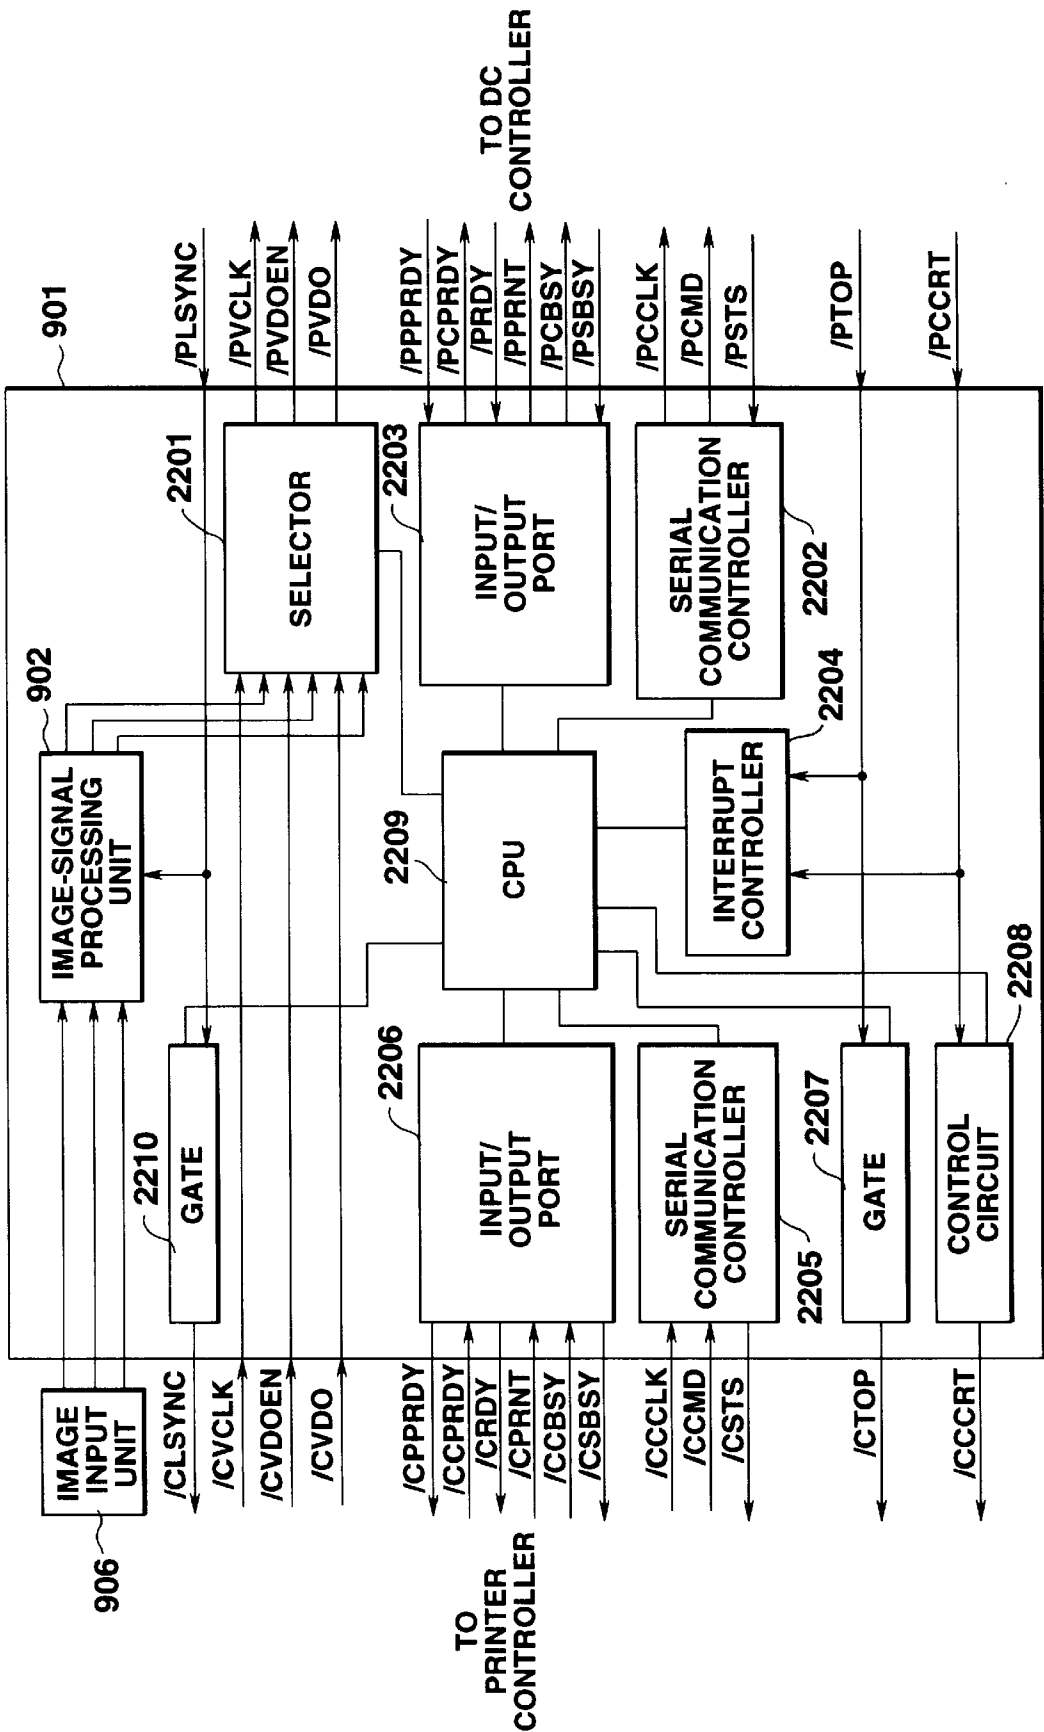 901
906
IMAGE
INPUT
UNIT
902
IMAGE-SIGNAL
PROCESSING
UNIT
2210
GATE
2201
SELECTOR
/CLSYNC
/CVCLK
/CVDOEN
/CVDO
/PLSYNC
/PVCLK
/PVDOEN
/PVDO
TO
PRINTER
CONTROLLER
/CPPRDY
/CCPRDY
/CRDY
/CPRNT
/CCBSY
/CSBSY
2206
INPUT/
OUTPUT
PORT
2209
CPU
2203
INPUT/
OUTPUT
PORT
/PPPRDY
/PCPRDY
/PRDY
/PPRNT
/PCBSY
/PSBSY
TO DC
CONTROLLER
/CCCLK
/CCMD
/CSTS
SERIAL
COMMUNICATION
CONTROLLER
2205
INTERRUPT
CONTROLLER
2204
SERIAL
COMMUNICATION
CONTROLLER
2202
/PCCLK
/PCMD
/PSTS
/CTOP
GATE
2207
/PTOP
/CCCRT
CONTROL
CIRCUIT
2208
/PCCRT